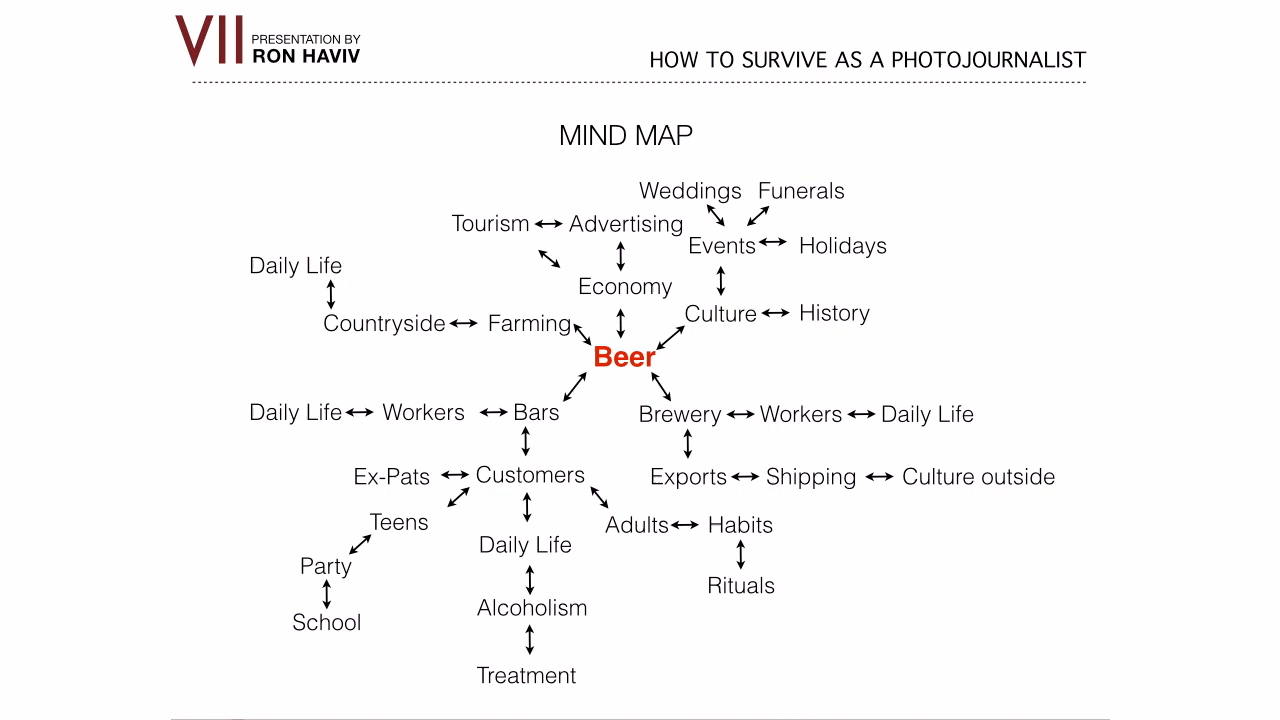 VII PRESENTATION BY
RON HAVIV
HOW TO SURVIVE AS A PHOTOJOURNALIST
MIND MAP
Weddings Funerals
Tourism Advertising
Events Holidays
Daily Life
Economy
Culture History
Countryside Farming
Beer
Daily Life Workers Bars
Brewery Workers Daily Life
Ex-Pats Customers
Exports Shipping Culture outside
Teens
Adults Habits
Daily Life
Party
Rituals
Alcoholism
School
Treatment